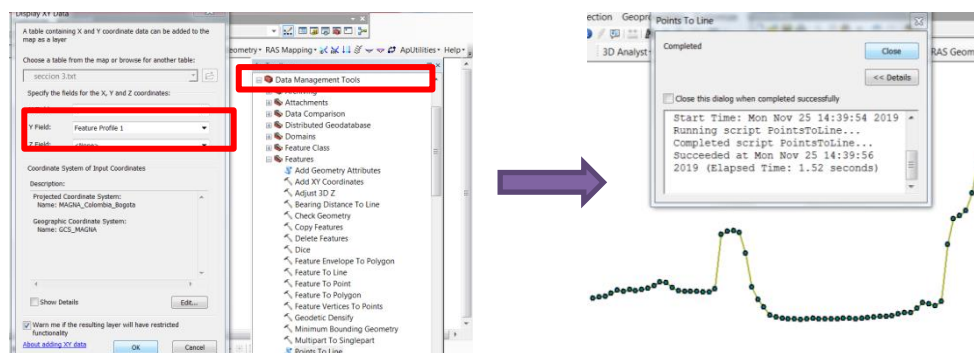 Display XY Data
A table containing X and Y coordinate data can be added to the
map as a layer
Choose a table from the map or browse for another table:
seccion 3.txt
Specify the fields for the X, Y and Z coordinates:
Y Field: Feature Profile 1
Z Field: <None>
Coordinate System of Input Coordinates
Description:
Projected Coordinate System:
Name: MAGNA_Colombia_Bogota
Geographic Coordinate System:
Name: GCS_MAGNA
Show Details
Edit...
Warn me if the resulting layer will have restricted
functionality
About adding XY data
OK
Cancel
eometry RAS Mapping ApUtilities Help
Data Management Tools
Archiving
Attachments
Data Comparison
Distributed Geodatabase
Domains
Feature Class
Features
Add Geometry Attributes
Add XY Coordinates
Adjust 3D Z
Bearing Distance To Line
Check Geometry
Copy Features
Delete Features
Dice
Feature Envelope To Polygon
Feature To Line
Feature To Point
Feature To Polygon
Feature Vertices To Points
Geodetic Densify
Minimum Bounding Geometry
Multipart To Singlepart
Points To Line
ection Geopr
3D Analyst
RAS Geom
Points To Line
Completed
Close
<< Details
Close this dialog when completed successfully
Start Time: Mon Nov 25 14:39:54 2019
Running script PointsToLine...
Completed script PointsToLine...
Succeeded at Mon Nov 25 14:39:56
2019 (Elapsed Time: 1.52 seconds)